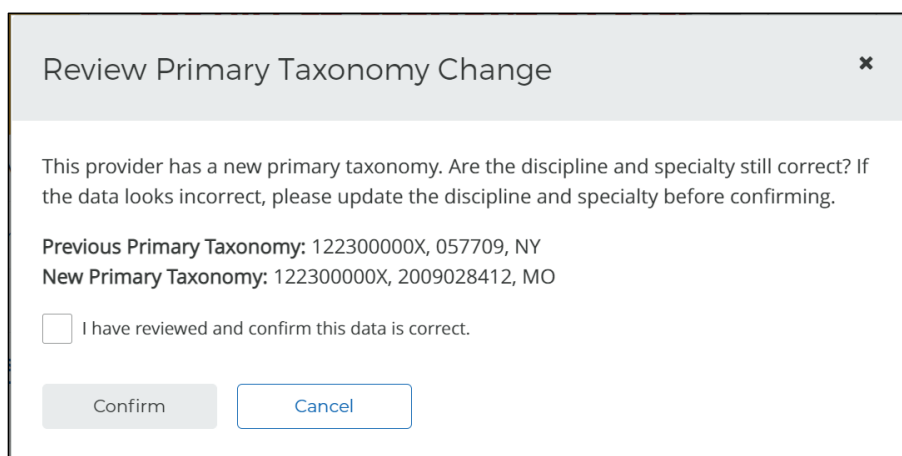 Review Primary Taxonomy Change
This provider has a new primary taxonomy. Are the discipline and specialty still correct? If
the data looks incorrect, please update the discipline and specialty before confirming.
Previous Primary Taxonomy: 122300000X, 057709, NY
New Primary Taxonomy: 122300000X, 2009028412, MO
I have reviewed and confirm this data is correct.
Confirm
Cancel